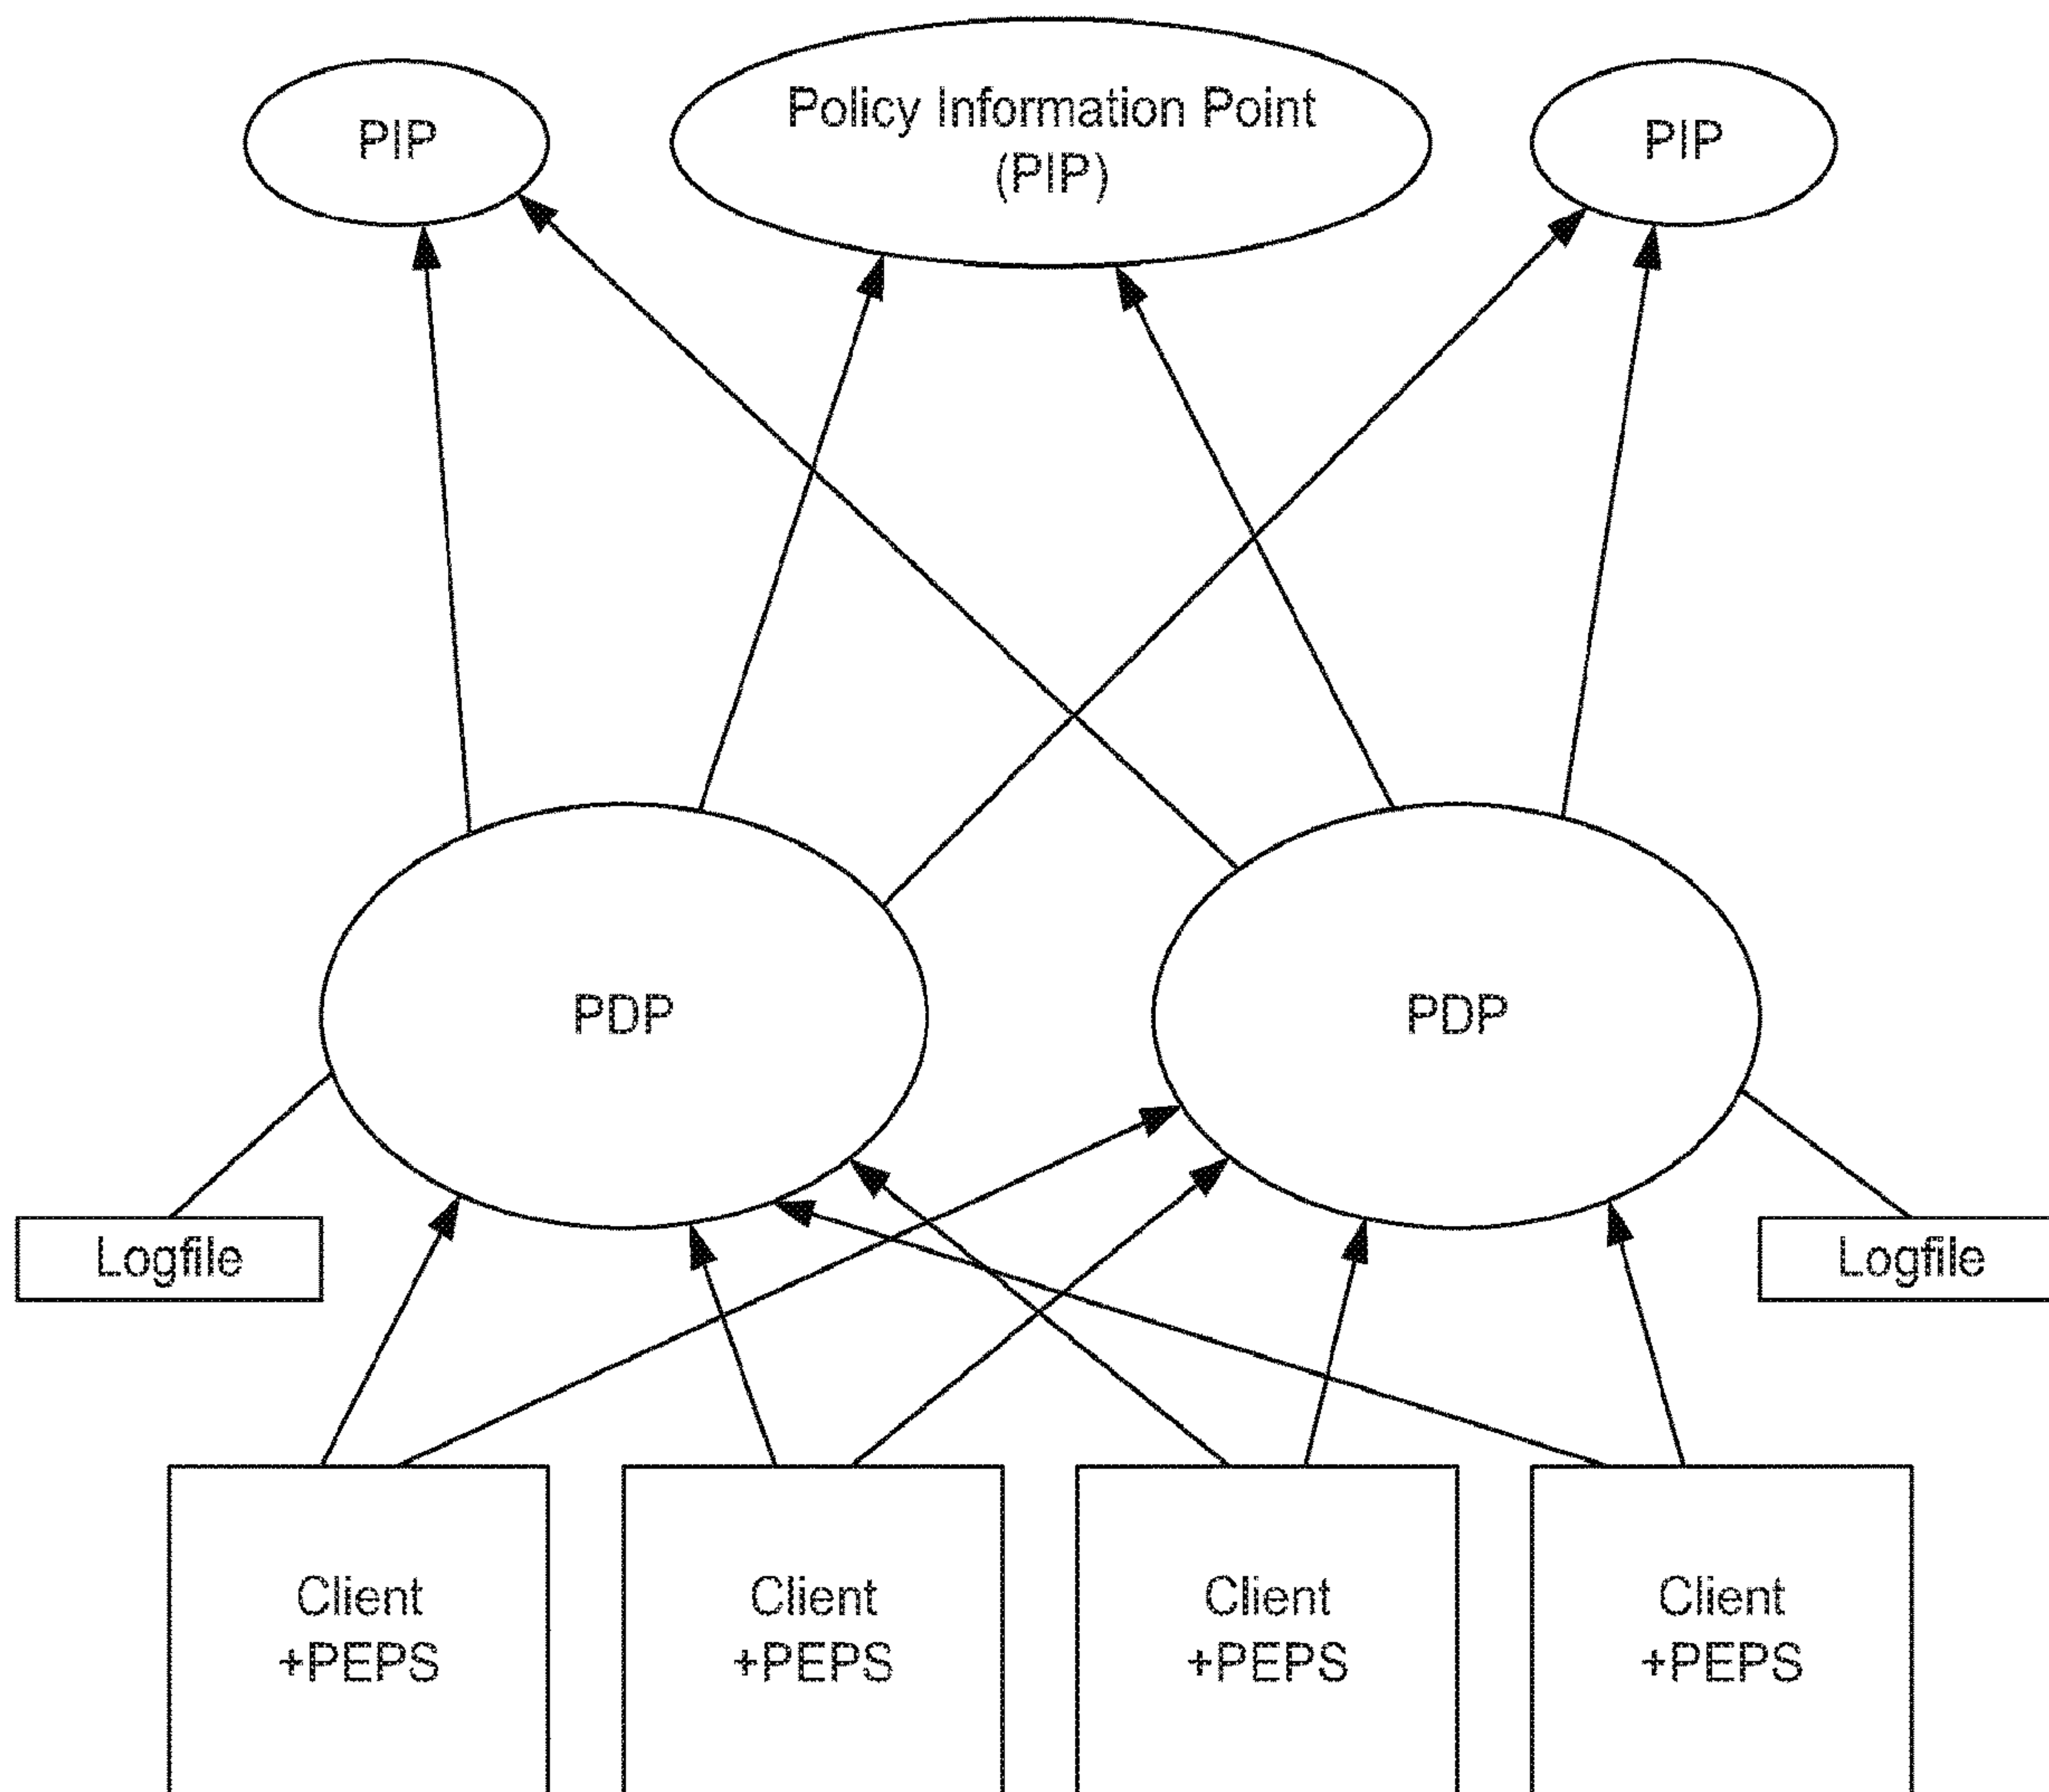 PIP
Policy Information Point
(PIP)
PIP
PDP
PDP
Logfile
Logfile
Client
+PEPS
Client
+PEPS
Client
+PEPS
Client
+PEPS